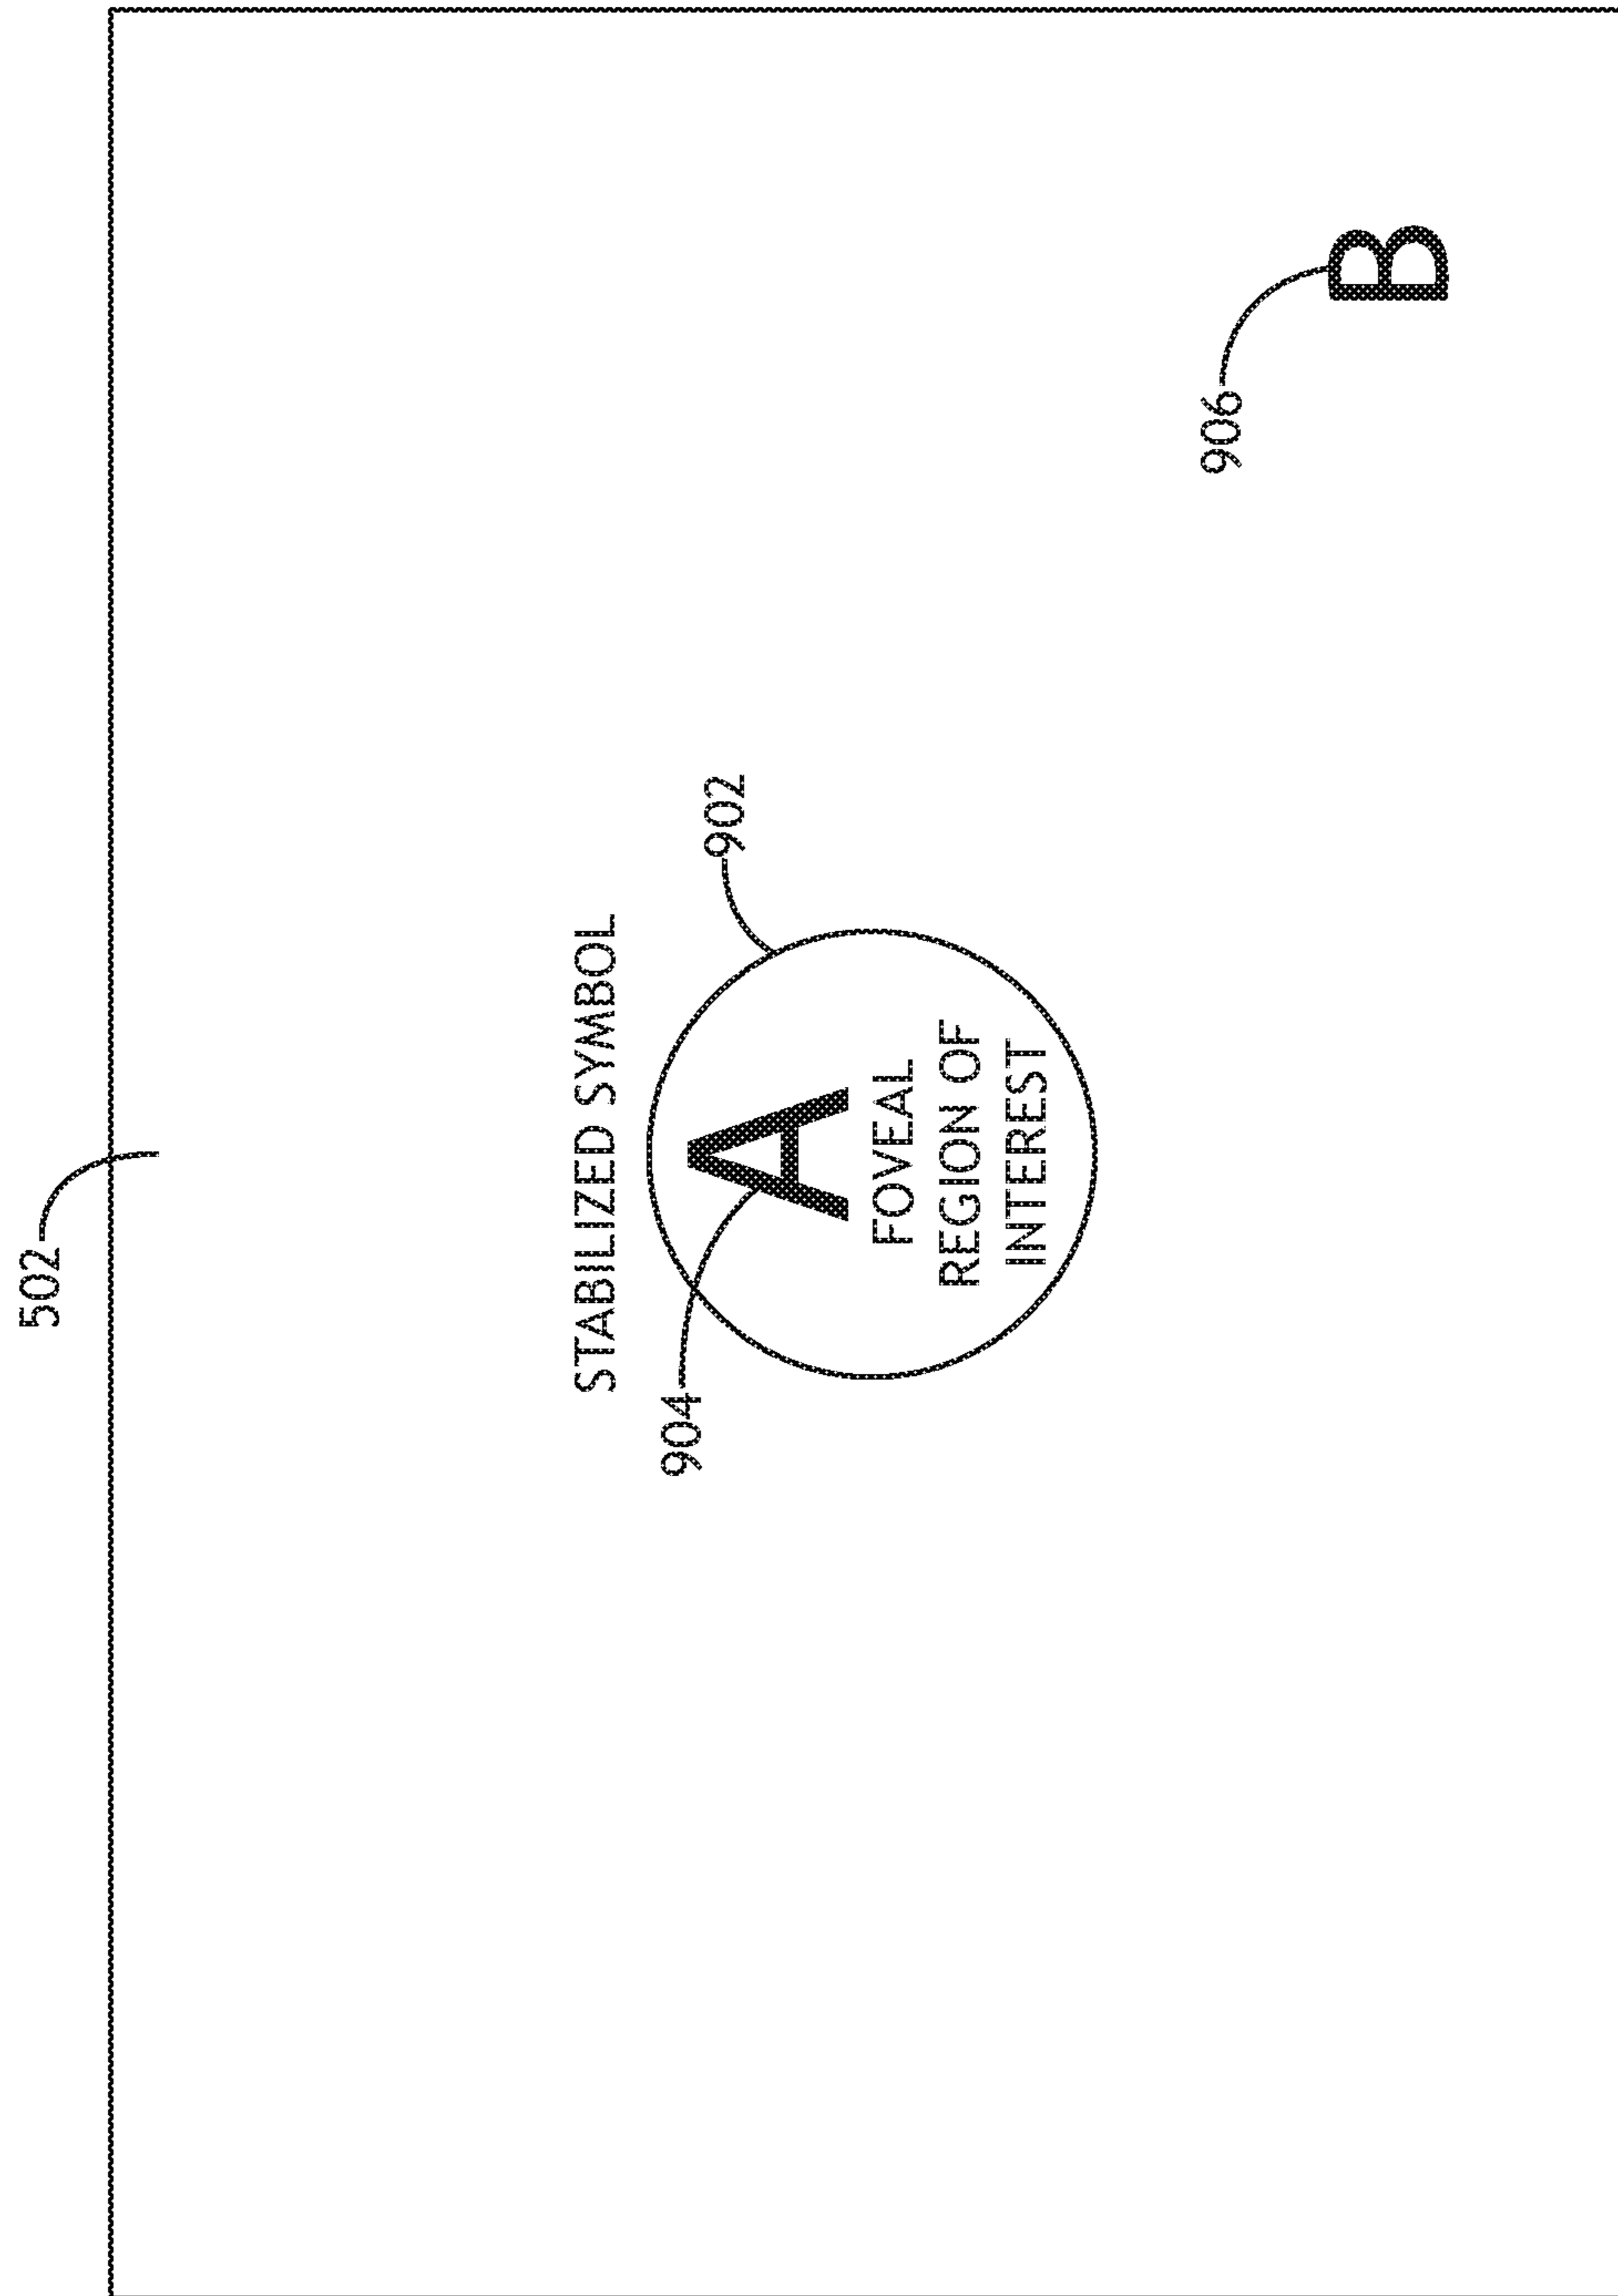 502
STABILIZED SYMBOL
904
902
A
FOVEAL
REGION OF
INTEREST
906
B